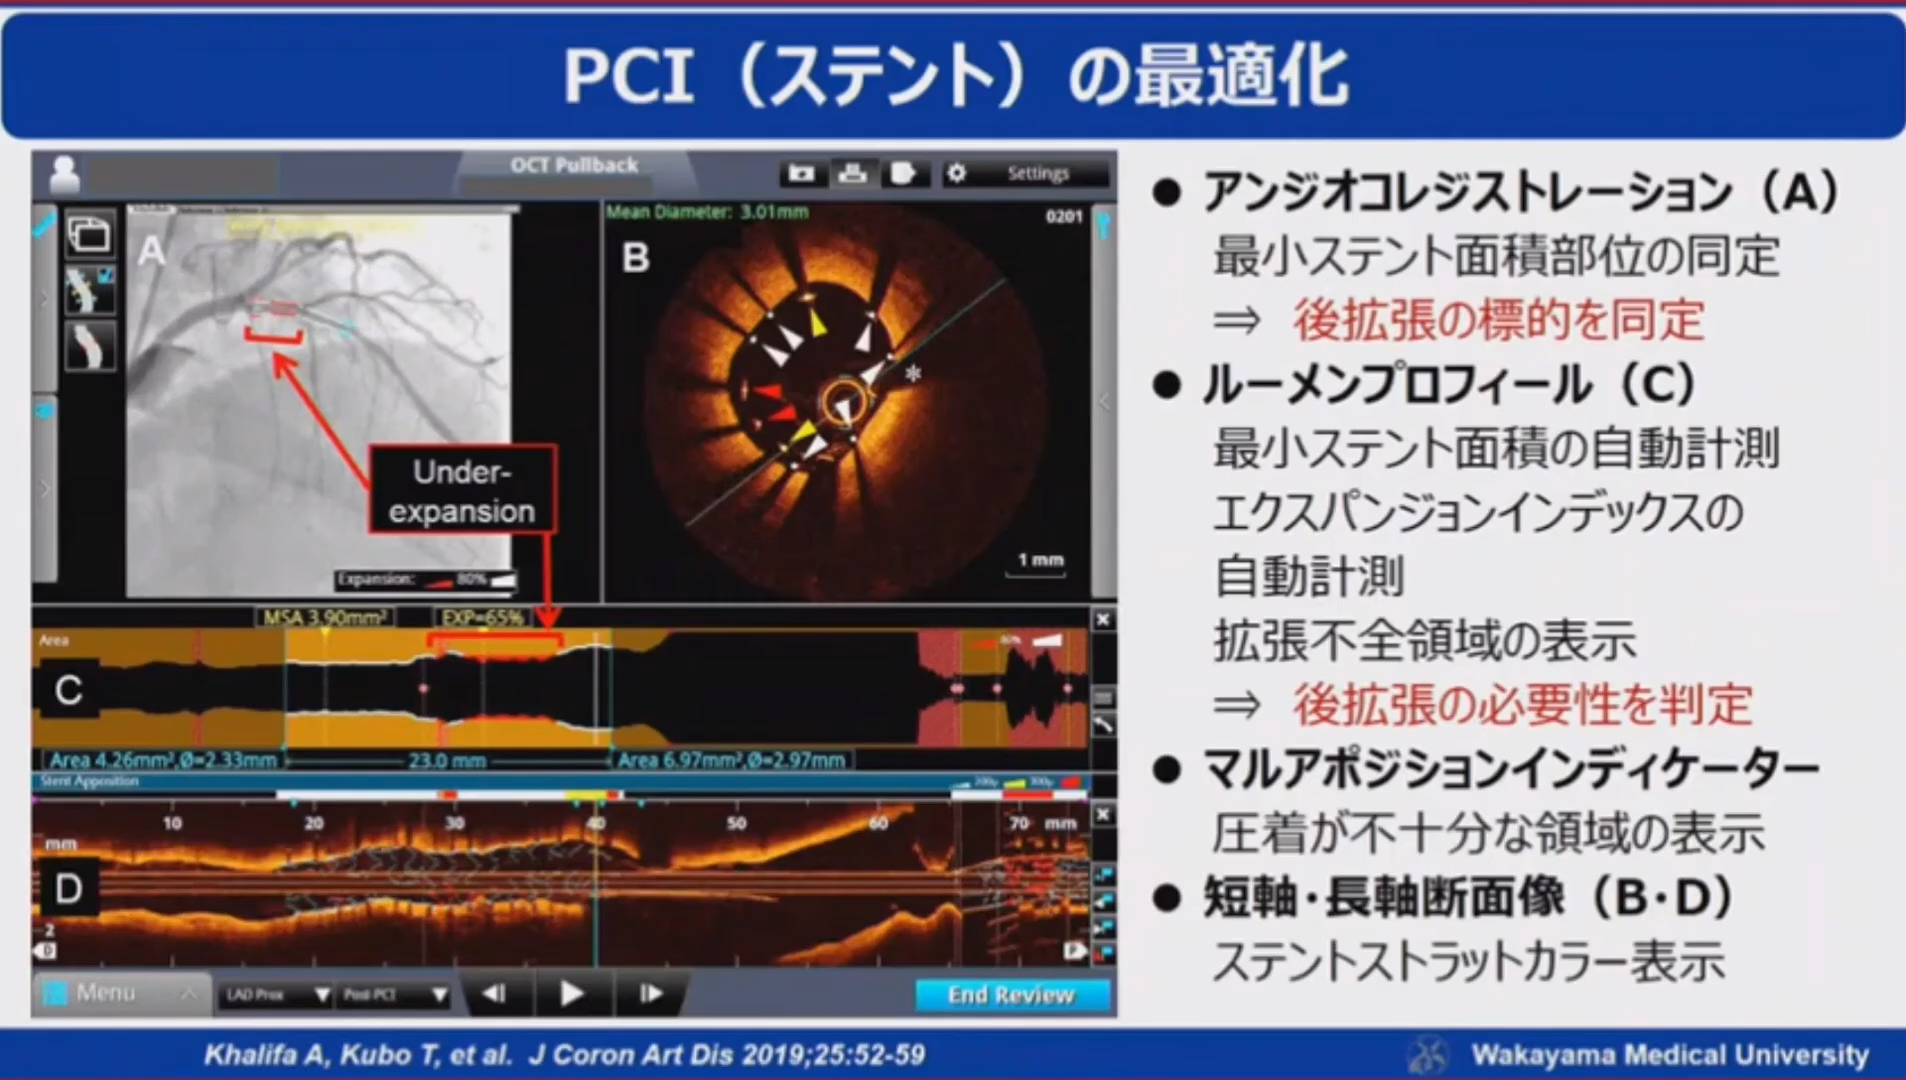 PCI（ステント）の最適化
OCT Pullback
Settings
A
Expansion:
80%
Under-
expansion
Mean Diameter: 3.01mm
0201
B
*
1 mm
MSA 3.90mm²
EXP=65%
Area
C
Area 4.26mm²,Ø=2.33mm
23.0 mm
Area 6.97mm²,Ø=2.97mm
Stent Apposition
10 20 30 40 50 60 70 mm
mm
D
2
D
P
Menu
LAD Prox
Post-PCI
End Review
● アンジオコレジストレーション（A）
最小ステント面積部位の同定
⇒ 後拡張の標的を同定
● ルーメンプロフィール（C）
最小ステント面積の自動計測
エクスパンジョンインデックスの
自動計測
拡張不全領域の表示
⇒ 後拡張の必要性を判定
● マルアポジションインディケーター
圧着が不十分な領域の表示
● 短軸・長軸断面像（B・D）
ステントストラットカラー表示
Khalifa A, Kubo T, et al. J Coron Art Dis 2019;25:52-59
Wakayama Medical University